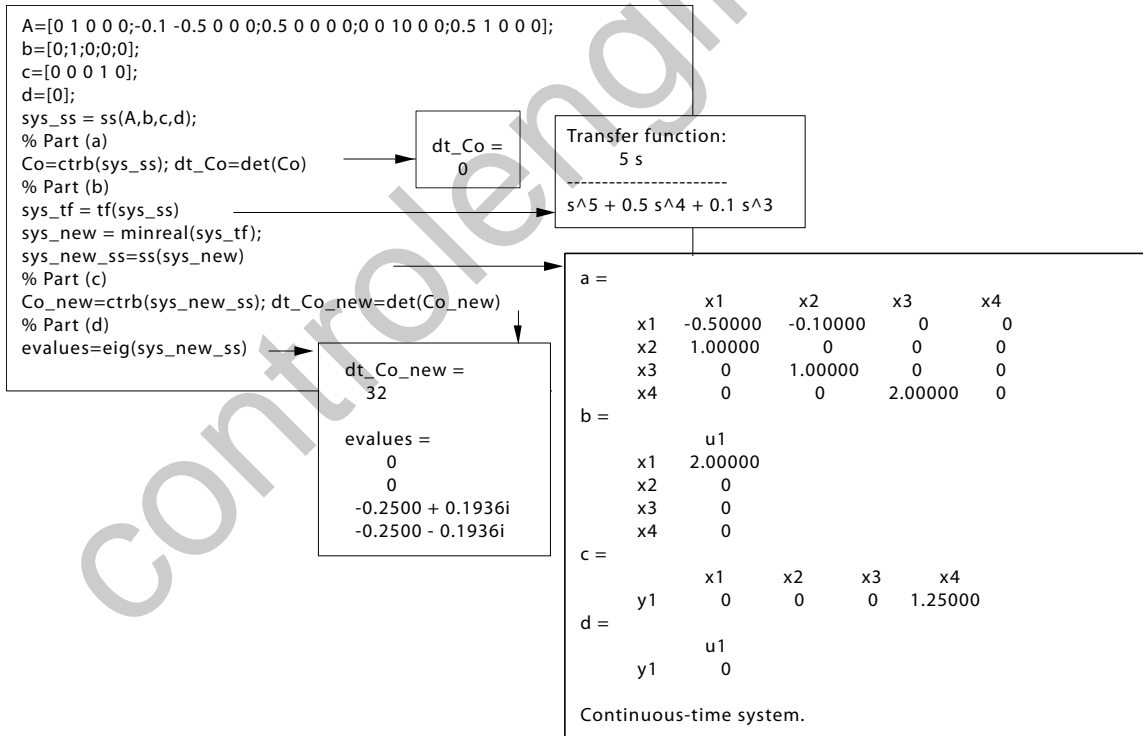 A=[0 1 0 0 0;-0.1 -0.5 0 0 0;0.5 0 0 0 0;0 0 10 0 0;0.5 1 0 0 0];
b=[0;1;0;0;0];
c=[0 0 0 1 0];
d=[0];
sys_ss = ss(A,b,c,d);
% Part (a)
Co=ctrb(sys_ss); dt_Co=det(Co)
% Part (b)
sys_tf = tf(sys_ss)
sys_new = minreal(sys_tf);
sys_new_ss=ss(sys_new)
% Part (c)
Co_new=ctrb(sys_new_ss); dt_Co_new=det(Co_new)
% Part (d)
evalues=eig(sys_new_ss)
dt_Co =
0
Transfer function:
5 s
-----------------------
s^5 + 0.5 s^4 + 0.1 s^3
dt_Co_new =
32
evalues =
0
0
-0.2500 + 0.1936i
-0.2500 - 0.1936i
a =
x1 x2 x3 x4
x1 -0.50000 -0.10000 0 0
x2 1.00000 0 0 0
x3 0 1.00000 0 0
x4 0 0 2.00000 0
b =
u1
x1 2.00000
x2 0
x3 0
x4 0
c =
x1 x2 x3 x4
y1 0 0 0 1.25000
d =
u1
y1 0
Continuous-time system.
controleng